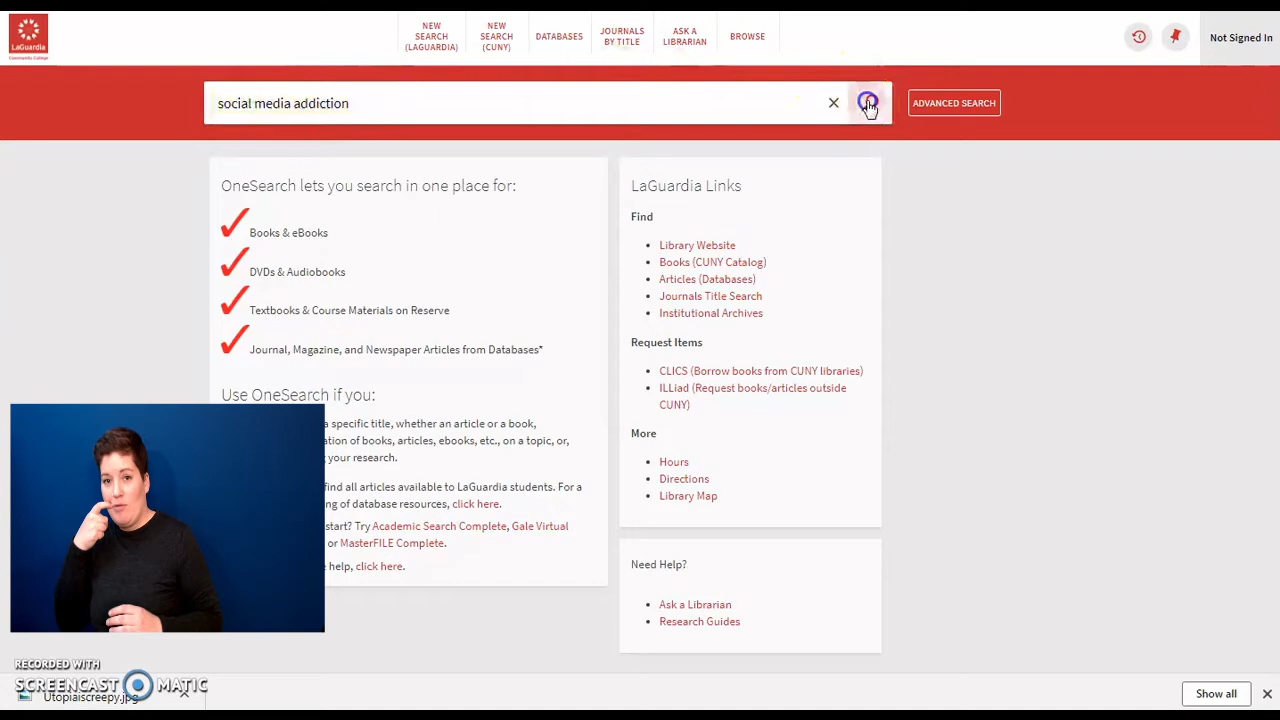 LaGuardia
Community College
NEW SEARCH (LAGUARDIA)
NEW SEARCH (CUNY)
DATABASES
JOURNALS BY TITLE
ASK A LIBRARIAN
BROWSE
Not Signed In
social media addiction
ADVANCED SEARCH
OneSearch lets you search in one place for:
Books & eBooks
DVDs & Audiobooks
Textbooks & Course Materials on Reserve
Journal, Magazine, and Newspaper Articles from Databases*
Use OneSearch if you:
a specific title, whether an article or a book,
ation of books, articles, ebooks, etc., on a topic, or,
your research.
find all articles available to LaGuardia students. For a
ng of database resources, click here.
start? Try Academic Search Complete, Gale Virtual
or MasterFILE Complete.
help, click here.
LaGuardia Links
Find
Library Website
Books (CUNY Catalog)
Articles (Databases)
Journals Title Search
Institutional Archives
Request Items
CLICS (Borrow books from CUNY libraries)
ILLiad (Request books/articles outside
CUNY)
More
Hours
Directions
Library Map
Need Help?
Ask a Librarian
Research Guides
RECORDED WITH
SCREENCAST MATIC
Utopiaiscreepy.jpg
Show all